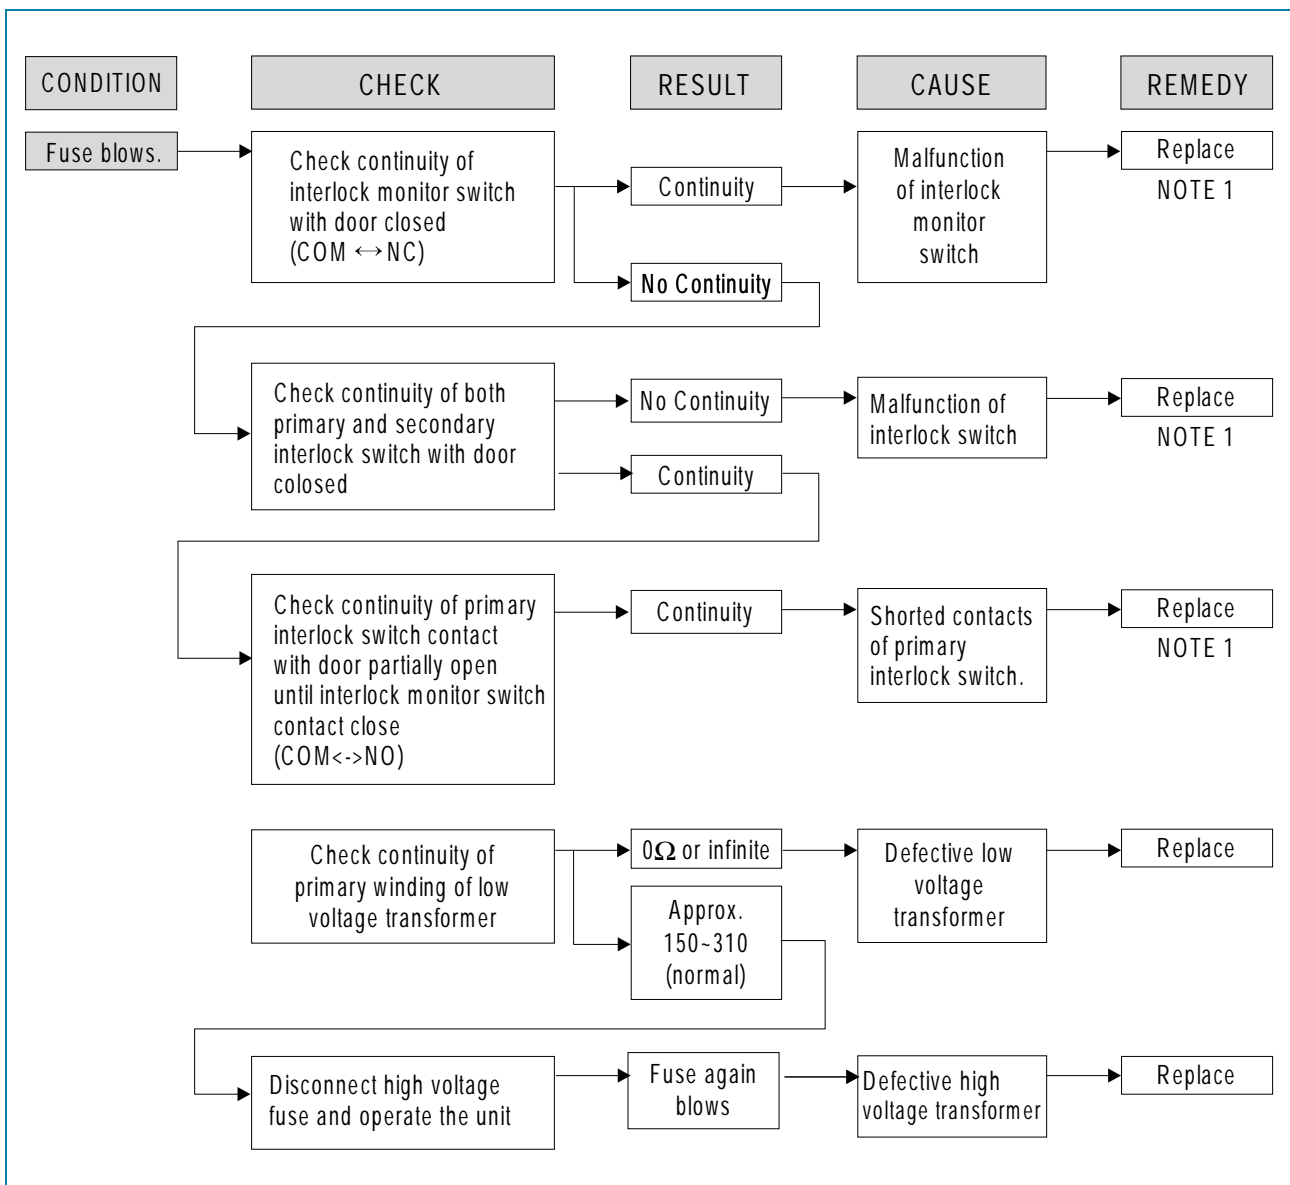 CONDITION
CHECK
RESULT
CAUSE
REMEDY
Fuse blows.
Check continuity of
interlock monitor switch
with door closed
(COM ↔ NC)
Continuity
Malfunction
of interlock
monitor
switch
Replace
NOTE 1
No Continuity
Check continuity of both
primary and secondary
interlock switch with door
colosed
No Continuity
Malfunction of
interlock switch
Replace
NOTE 1
Continuity
Check continuity of primary
interlock switch contact
with door partially open
until interlock monitor switch
contact close
(COM<->NO)
Continuity
Shorted contacts
of primary
interlock switch.
Replace
NOTE 1
Check continuity of
primary winding of low
voltage transformer
0Ω or infinite
Defective low
voltage
transformer
Replace
Approx.
150~310
(normal)
Disconnect high voltage
fuse and operate the unit
Fuse again
blows
Defective high
voltage transformer
Replace